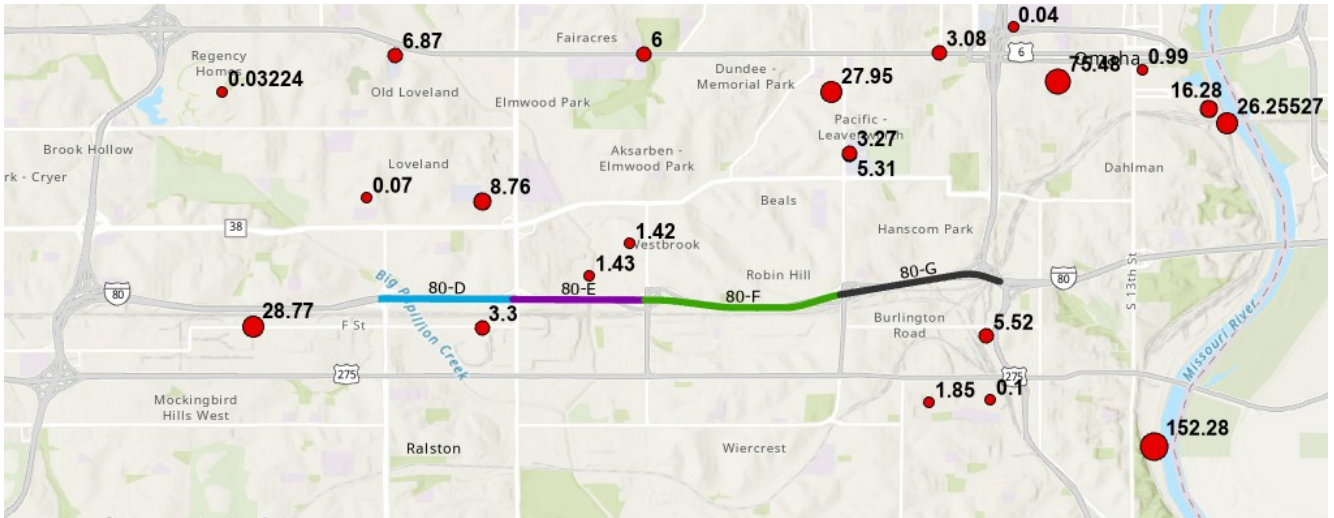 0.04
6.87
Fairacres
6
3.08
6
Regency
Homes
0.03224
Old Loveland
Elmwood Park
Dundee -
Memorial Park
27.95
Omaha
0.99
75.48
16.28
26.25527
Pacific -
Leavenworth
3.27
5.31
Brook Hollow
rk - Cryer
Loveland
Aksarben -
Elmwood Park
Dahlman
0.07
8.76
Beals
38
1.42
Westbrook
Hanscom Park
1.43
Robin Hill
80
Big Papillion Creek
80-D
80-E
80-F
80-G
80
S 13th St
28.77
F St
3.3
Burlington
Road
5.52
Missouri River
275
275
Mockingbird
Hills West
1.85
0.1
Ralston
Wiercrest
152.28